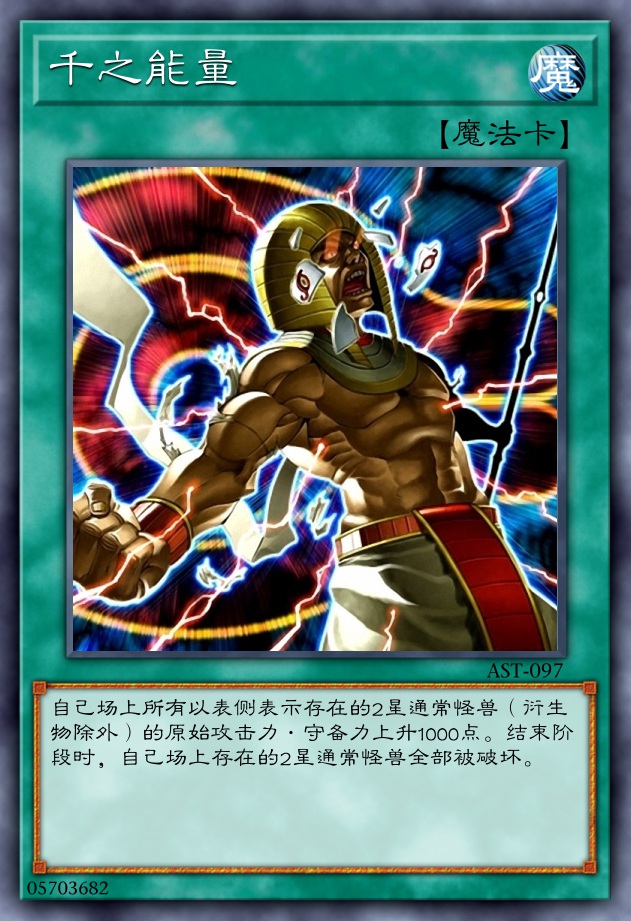 千之能量
魔
【魔法卡】
AST-097
自己场上所有以表侧表示存在的2星通常怪兽（衍生
物除外）的原始攻击力·守备力上升1000点。结束阶
段时，自己场上存在的2星通常怪兽全部被破坏。
05703682